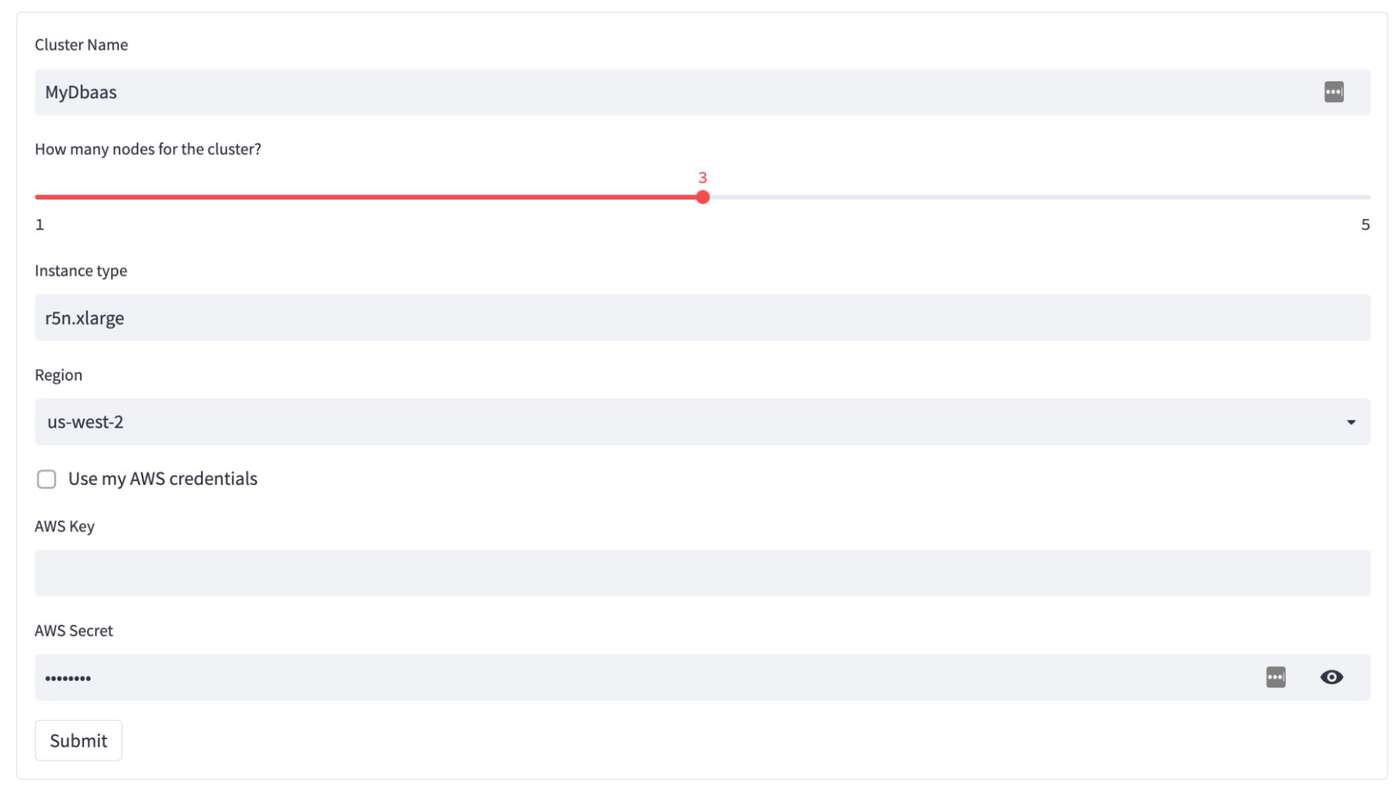 Cluster Name
MyDbaas
How many nodes for the cluster?
3
1 5
Instance type
r5n.xlarge
Region
us-west-2
Use my AWS credentials
AWS Key
AWS Secret
••••••••
Submit